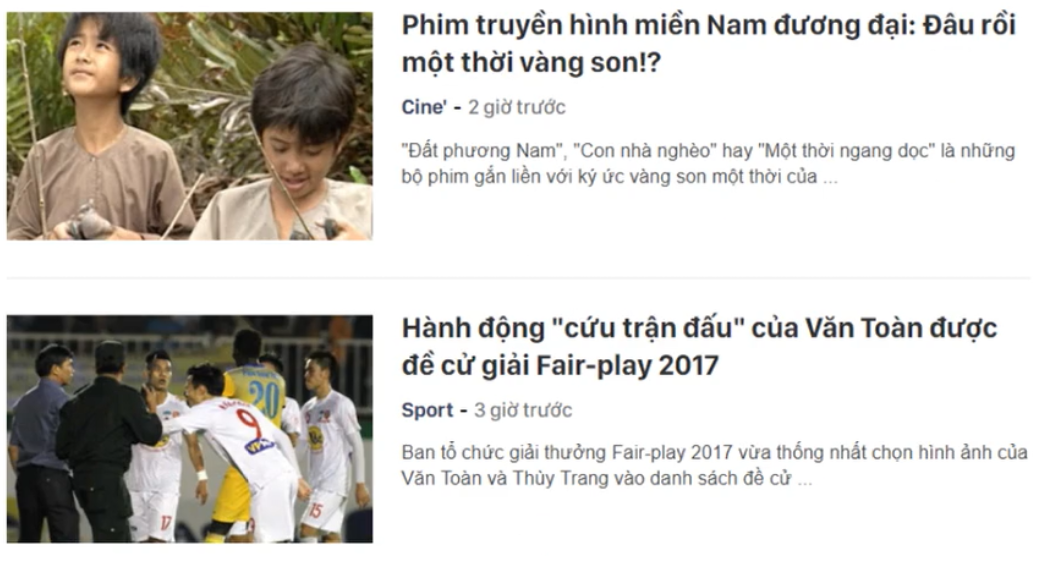 Phim truyền hình miền Nam đương đại: Đâu rồi
một thời vàng son!?
Cine' - 2 giờ trước
"Đất phương Nam", "Con nhà nghèo" hay "Một thời ngang dọc" là những
bộ phim gắn liền với ký ức vàng son một thời của ...
Hành động "cứu trận đấu" của Văn Toàn được
đề cử giải Fair-play 2017
Sport - 3 giờ trước
Ban tổ chức giải thưởng Fair-play 2017 vừa thống nhất chọn hình ảnh của
Văn Toàn và Thùy Trang vào danh sách đề cử ...
20
9
17
15